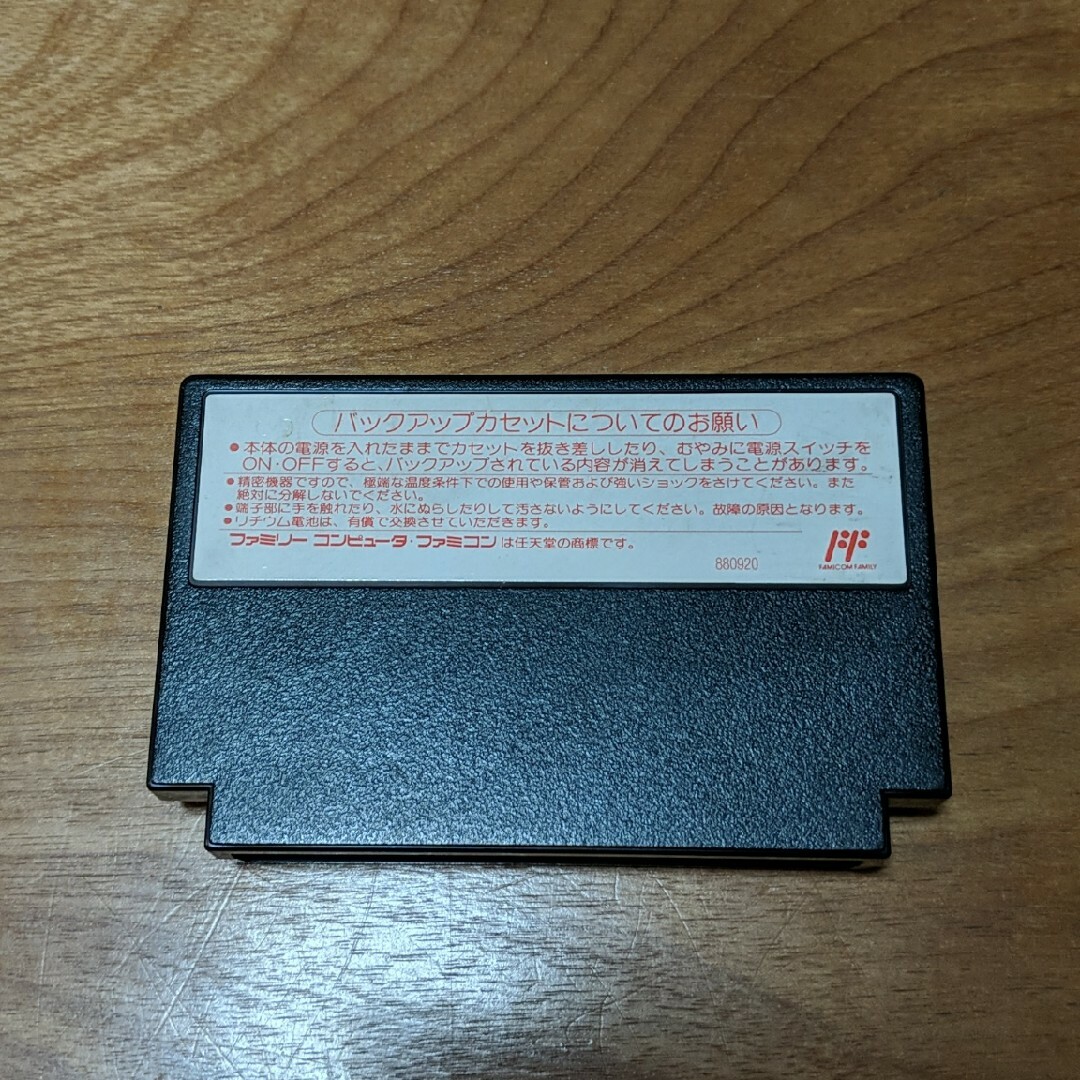 バックアップカセットについてのお願い
●本体の電源を入れたままでカセットを抜き差ししたり、むやみに電源スイッチを
ON・OFFすると、バックアップされている内容が消えてしまうことがあります。
●精密機器ですので、極端な温度条件下での使用や保管および強いショックをさけてください。また
絶対に分解しないでください。
●端子部に手を触れたり、水にぬらしたりして汚さないようにしてください。故障の原因となります。
●リチウム電池は、有償で交換させていただきます。
ファミリーコンピュータ・ファミコンは任天堂の商標です。
880920
FF
FAMICOM FAMILY